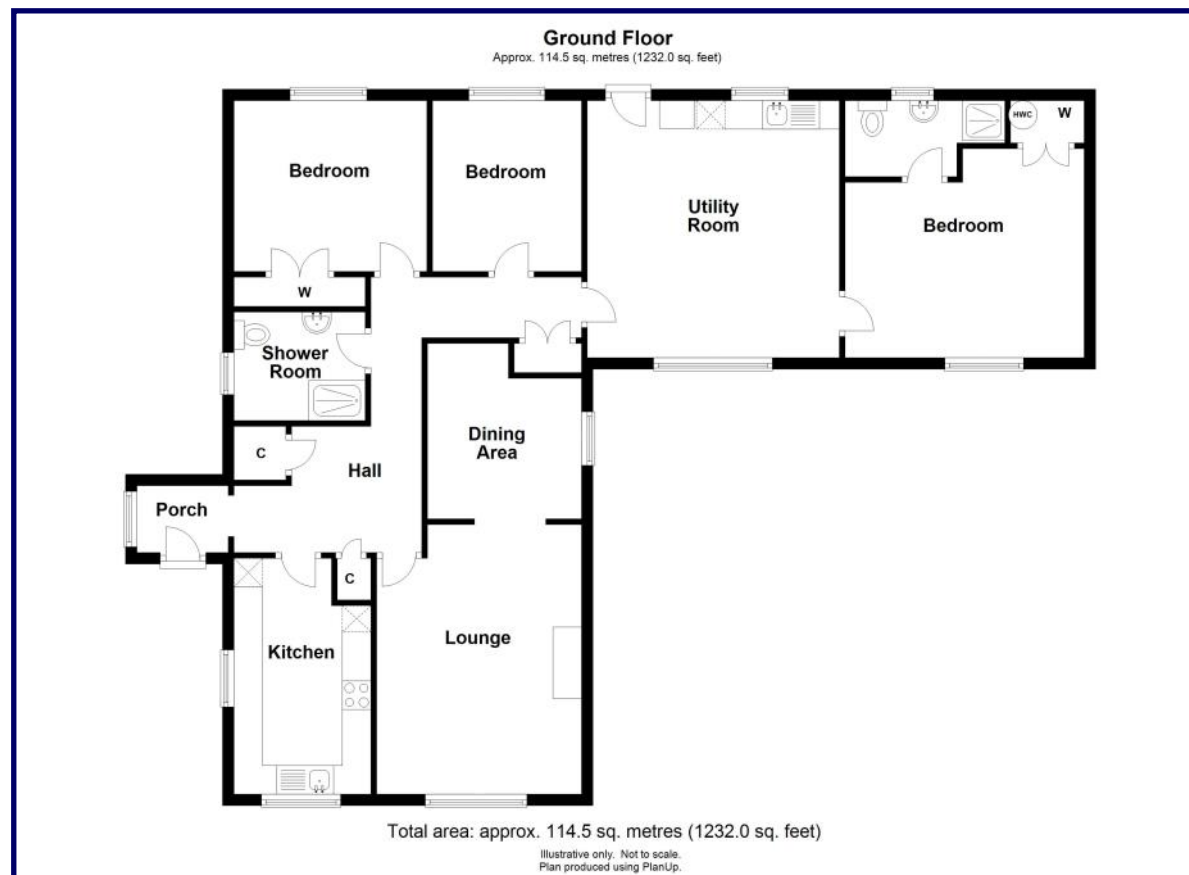 Ground Floor
Approx. 114.5 sq. metres (1232.0 sq. feet)
HWC
W
Bedroom
Bedroom
Utility
Room
Bedroom
W
Shower
Room
Dining
Area
C
Hall
Porch
C
Kitchen
Lounge
Total area: approx. 114.5 sq. metres (1232.0 sq. feet)
Illustrative only. Not to scale.
Plan produced using PlanUp.